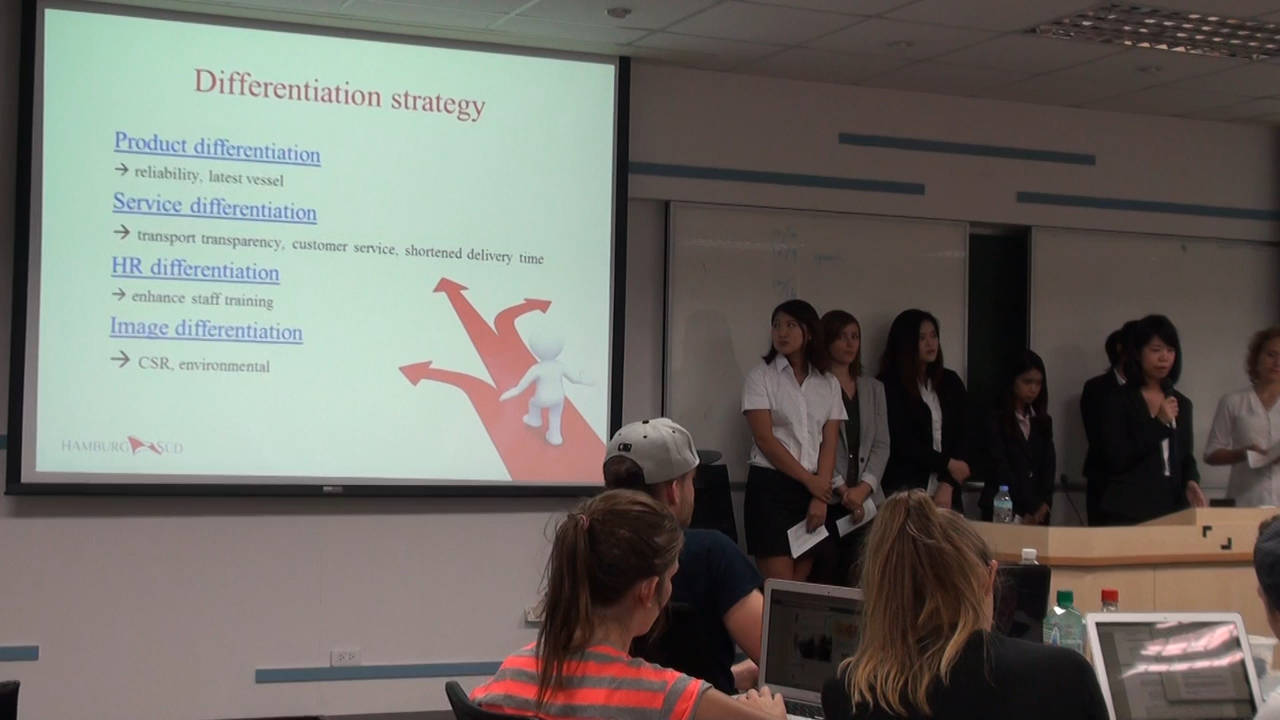 Differentiation strategy
Product differentiation
→ reliability, latest vessel
Service differentiation
→ transport transparency, customer service, shortened delivery time
HR differentiation
→ enhance staff training
Image differentiation
→ CSR, environmental
HAMBURG SÜD